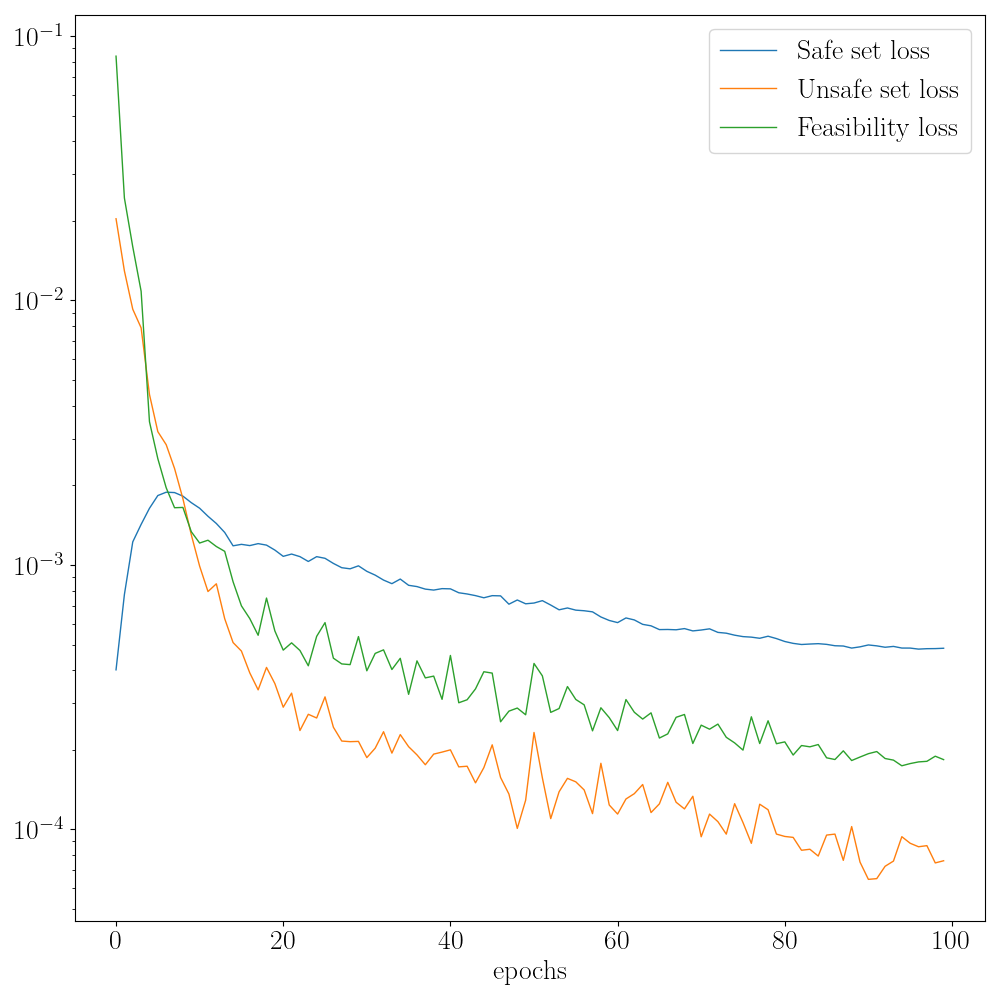 10⁻¹
10⁻²
10⁻³
10⁻⁴
Safe set loss
Unsafe set loss
Feasibility loss
0 20 40 60 80 100
epochs